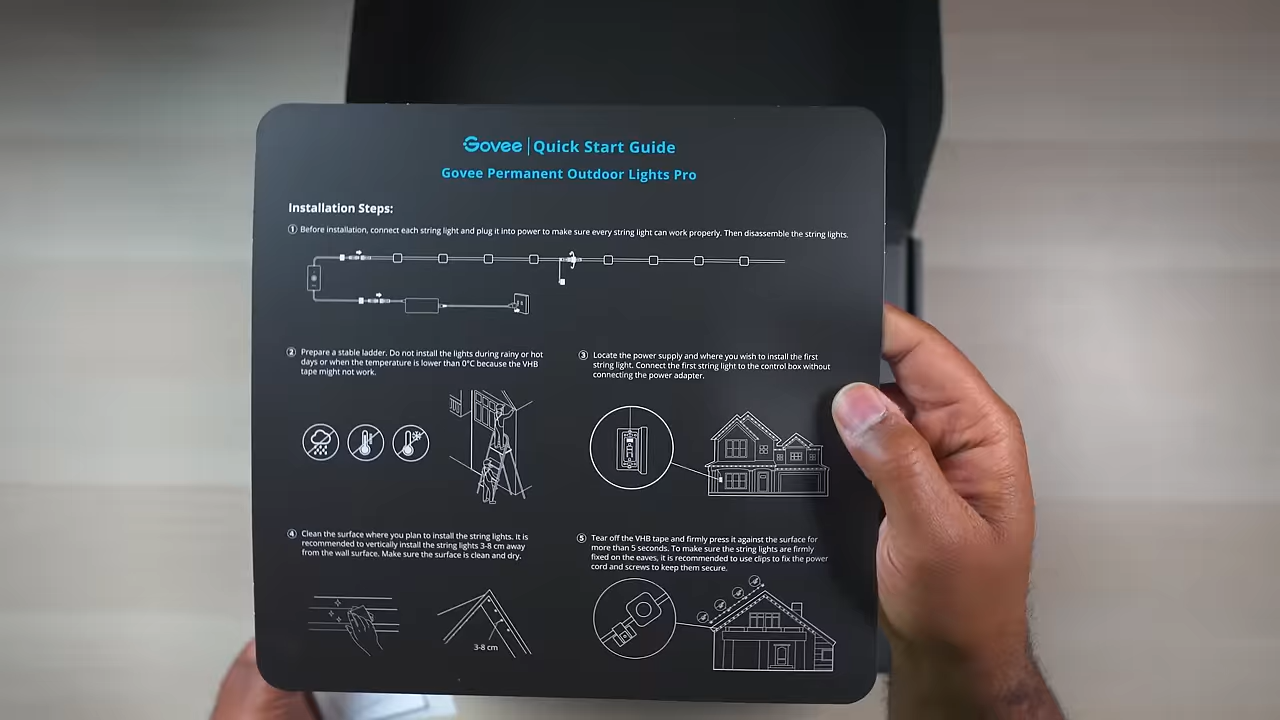 Govee | Quick Start Guide
Govee Permanent Outdoor Lights Pro
Installation Steps:
① Before installation, connect each string light and plug it into power to make sure every string light can work properly. Then disassemble the string lights.
② Prepare a stable ladder. Do not install the lights during rainy or hot
days or when the temperature is lower than 0°C because the VHB
tape might not work.
③ Locate the power supply and where you wish to install the first
string light. Connect the first string light to the control box without
connecting the power adapter.
④ Clean the surface where you plan to install the string lights. It is
recommended to vertically install the string lights 3-8 cm away
from the wall surface. Make sure the surface is clean and dry.
3-8 cm
⑤ Tear off the VHB tape and firmly press it against the surface for
more than 5 seconds. To make sure the string lights are firmly
fixed on the eaves, it is recommended to use clips to fix the power
cord and screws to keep them secure.